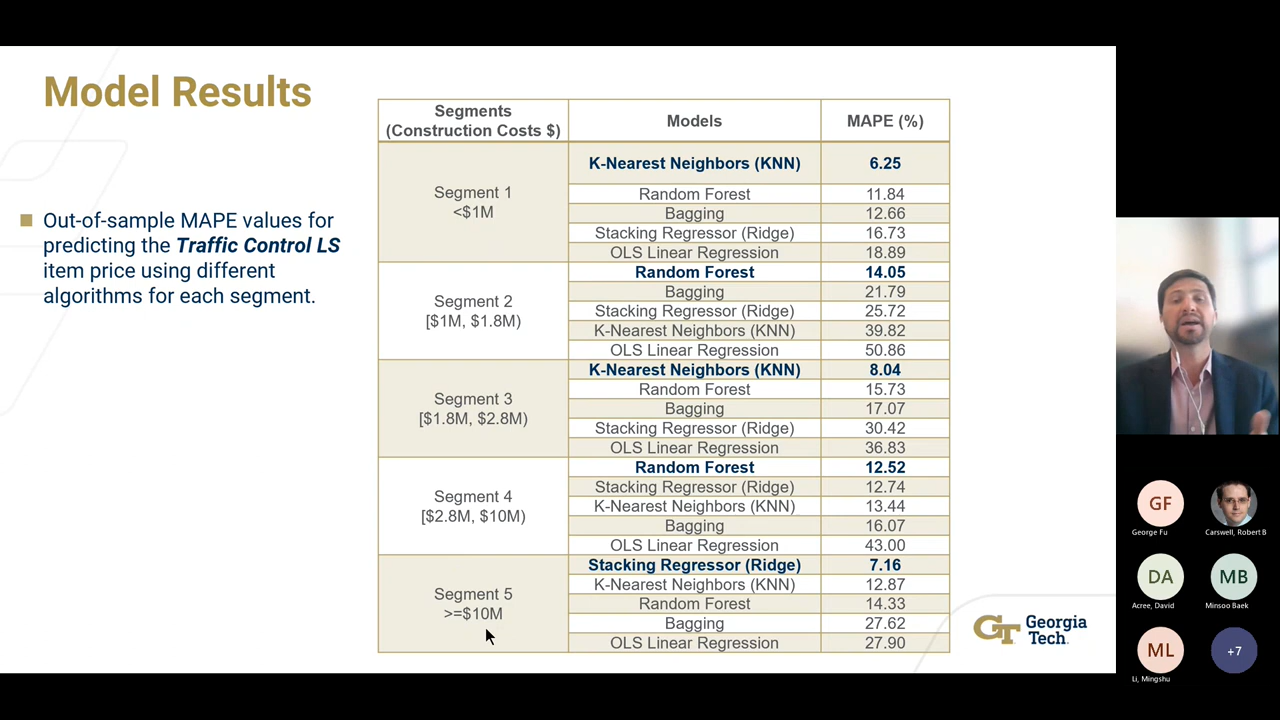 Model Results
Out-of-sample MAPE values for
predicting the Traffic Control LS
item price using different
algorithms for each segment.
Segments
(Construction Costs $)
Models
MAPE (%)
Segment 1
<$1M
K-Nearest Neighbors (KNN) 6.25
Random Forest 11.84
Bagging 12.66
Stacking Regressor (Ridge) 16.73
OLS Linear Regression 18.89
Segment 2
[$1M, $1.8M)
Random Forest 14.05
Bagging 21.79
Stacking Regressor (Ridge) 25.72
K-Nearest Neighbors (KNN) 39.82
OLS Linear Regression 50.86
Segment 3
[$1.8M, $2.8M)
K-Nearest Neighbors (KNN) 8.04
Random Forest 15.73
Bagging 17.07
Stacking Regressor (Ridge) 30.42
OLS Linear Regression 36.83
Segment 4
[$2.8M, $10M)
Random Forest 12.52
Stacking Regressor (Ridge) 12.74
K-Nearest Neighbors (KNN) 13.44
Bagging 16.07
OLS Linear Regression 43.00
Segment 5
>=$10M
Stacking Regressor (Ridge) 7.16
K-Nearest Neighbors (KNN) 12.87
Random Forest 14.33
Bagging 27.62
OLS Linear Regression 27.90
GT Georgia
Tech
GF
George Fu
Carswell, Robert B
DA
Acree, David
MB
Minsoo Baek
ML
Li, Mingshu
+7